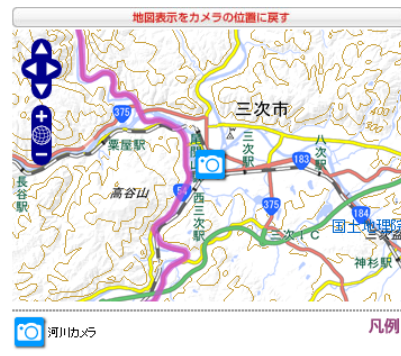 地図表示をカメラの位置に戻す
三次市
375
粟屋駅
三次駅
八次駅
183
長谷駅
高谷山
54
西三次駅
375
184
国土地理院
三次IC
神杉駅
河川カメラ
凡例